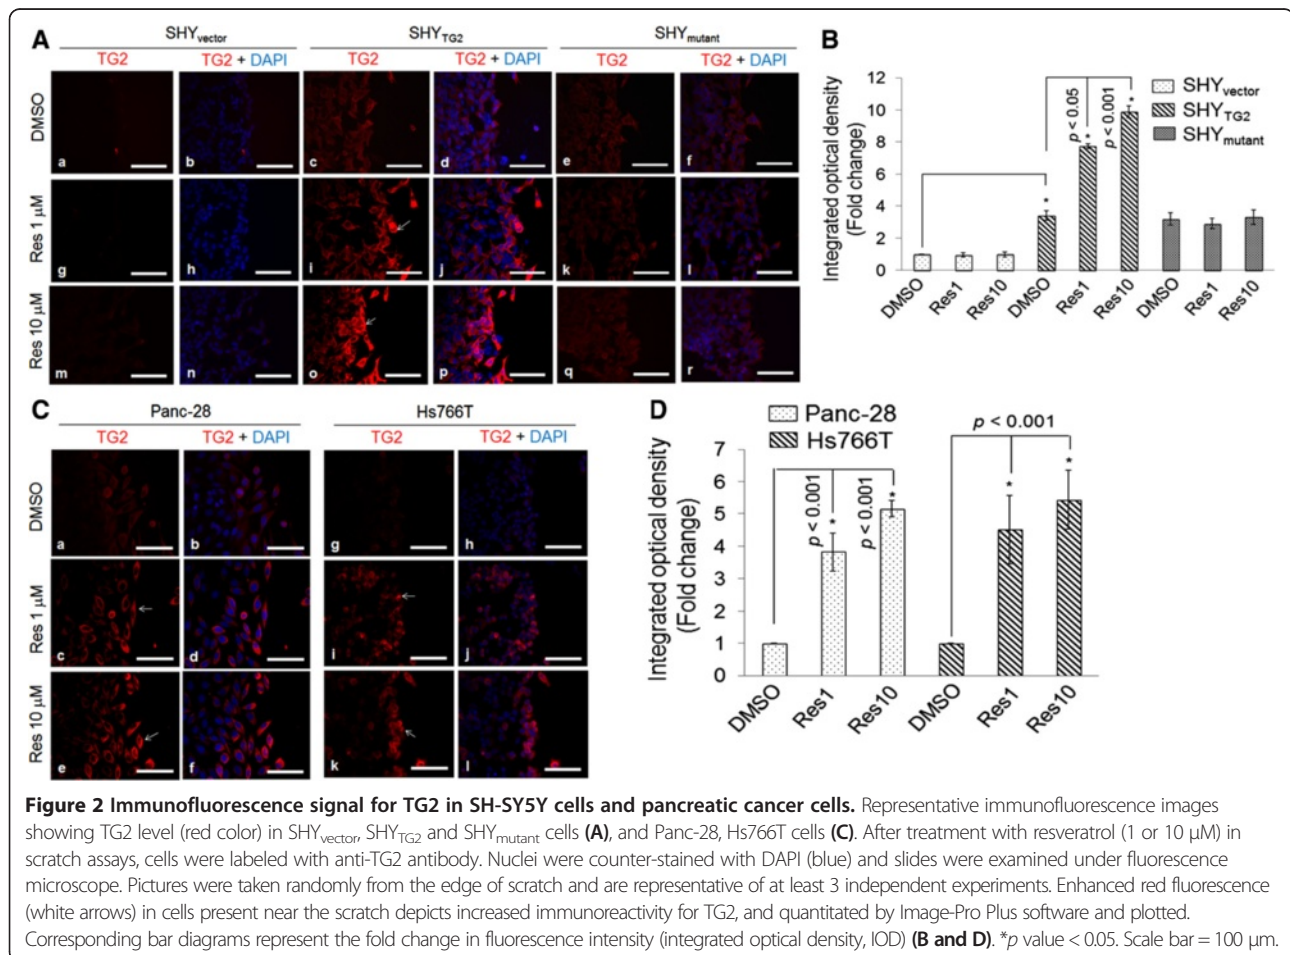 A
SHYvector
SHYTG2
SHYmutant
TG2
TG2 + DAPI
TG2
TG2 + DAPI
TG2
TG2 + DAPI
DMSO
a
b
c
d
e
f
Res 1 µM
g
h
i
j
k
l
Res 10 µM
m
n
o
p
q
r
B
Integrated optical density
(Fold change)
12
10
8
6
4
2
0
p < 0.05
p < 0.001
*
*
*
SHYvector
SHYTG2
SHYmutant
DMSO
Res1
Res10
DMSO
Res1
Res10
DMSO
Res1
Res10
C
Panc-28
Hs766T
TG2
TG2 + DAPI
TG2
TG2 + DAPI
DMSO
a
b
g
h
Res 1 µM
c
d
i
j
Res 10 µM
e
f
k
l
D
Panc-28
Hs766T
Integrated optical density
(Fold change)
7
6
5
4
3
2
1
0
p < 0.001
p < 0.001
p < 0.001
*
*
*
*
DMSO
Res1
Res10
DMSO
Res1
Res10
Figure 2 Immunofluorescence signal for TG2 in SH-SY5Y cells and pancreatic cancer cells. Representative immunofluorescence images
showing TG2 level (red color) in SHYvector, SHYTG2 and SHYmutant cells (A), and Panc-28, Hs766T cells (C). After treatment with resveratrol (1 or 10 µM) in
scratch assays, cells were labeled with anti-TG2 antibody. Nuclei were counter-stained with DAPI (blue) and slides were examined under fluorescence
microscope. Pictures were taken randomly from the edge of scratch and are representative of at least 3 independent experiments. Enhanced red fluorescence
(white arrows) in cells present near the scratch depicts increased immunoreactivity for TG2, and quantitated by Image-Pro Plus software and plotted.
Corresponding bar diagrams represent the fold change in fluorescence intensity (integrated optical density, IOD) (B and D). *p value < 0.05. Scale bar = 100 µm.